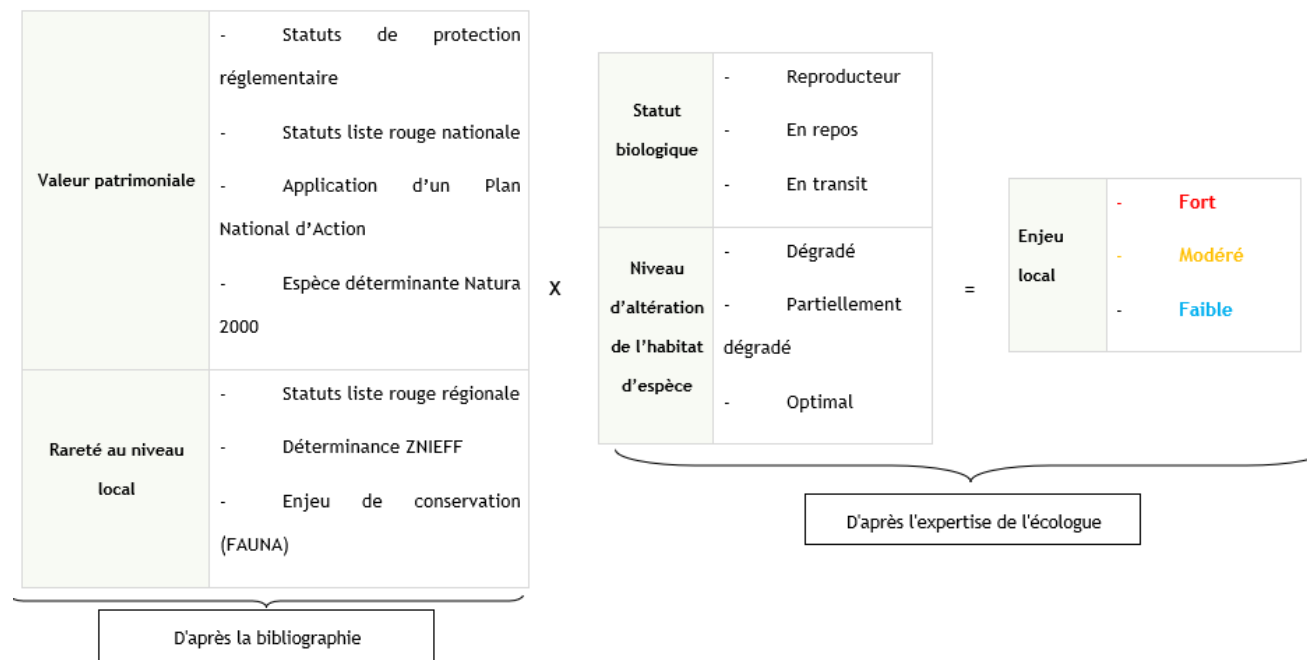 Valeur patrimoniale
- Statuts de protection
réglementaire
- Statuts liste rouge nationale
- Application d’un Plan
National d’Action
- Espèce déterminante Natura
2000
Rareté au niveau
local
- Statuts liste rouge régionale
- Déterminance ZNIEFF
- Enjeu de conservation
(FAUNA)
D'après la bibliographie
X
Statut
biologique
- Reproducteur
- En repos
- En transit
Niveau
d’altération
de l’habitat
d’espèce
- Dégradé
- Partiellement
dégradé
- Optimal
=
Enjeu
local
- Fort
- Modéré
- Faible
D'après l'expertise de l'écologue